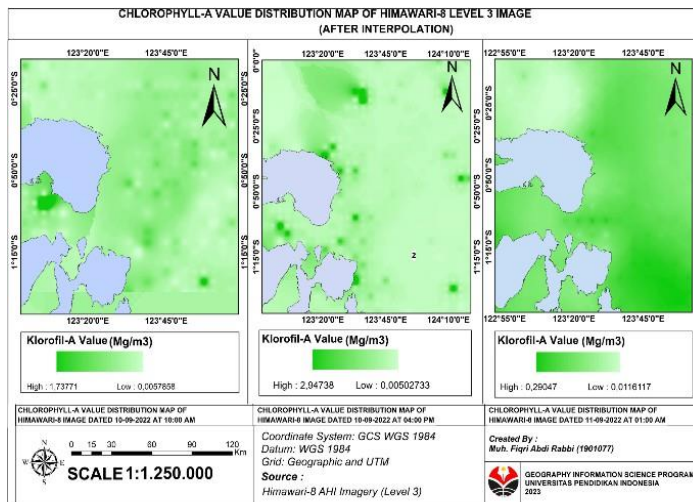 CHLOROPHYLL-A VALUE DISTRIBUTION MAP OF HIMAWARI-8 LEVEL 3 IMAGE
(AFTER INTERPOLATION)
123°20'0"E 123°45'0"E
0°25'0"S
0°50'0"S
1°15'0"S
N
123°20'0"E 123°45'0"E
Klorofil-A Value (Mg/m3)
High : 1,73771 Low : 0,0057858
123°20'0"E 123°45'0"E 124°10'0"E
0°0'0"
0°25'0"S
0°50'0"S
1°15'0"S
N
2
123°20'0"E 123°45'0"E 124°10'0"E
Klorofil-A Value (Mg/m3)
High : 2,94738 Low : 0,00502733
122°55'0"E 123°20'0"E 123°45'0"E
0°25'0"S
0°50'0"S
1°15'0"S
N
122°55'0"E 123°20'0"E 123°45'0"E
Klorofil-A Value (Mg/m3)
High : 0,29047 Low : 0.0116117
CHLOROPHYLL-A VALUE DISTRIBUTION MAP OF
HIMAWARI-8 IMAGE DATED 10-09-2022 AT 10:00 AM
CHLOROPHYLL-A VALUE DISTRIBUTION MAP OF
HIMAWARI-8 IMAGE DATED 10-09-2022 AT 04:00 PM
CHLOROPHYLL-A VALUE DISTRIBUTION MAP OF
HIMAWARI-8 IMAGE DATED 11-09-2022 AT 01:00 AM
N
W E
S
0 15 30 60 90 120
Km
SCALE 1:1.250.000
Coordinate System: GCS WGS 1984
Datum: WGS 1984
Grid: Geographic and UTM
Source :
Himawari-8 AHI Imagery (Level 3)
Created By :
Muh. Fiqri Abdi Rabbi (1901077)
GEOGRAPHY INFORMATION SCIENCE PROGRAM
UNIVERSITAS PENDIDIKAN INDONESIA
2023